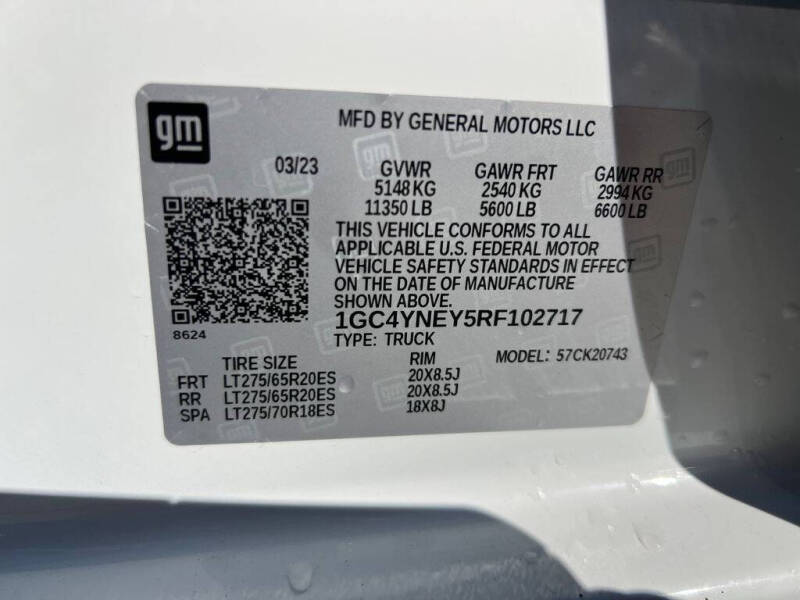 gm
MFD BY GENERAL MOTORS LLC
03/23 GVWR GAWR FRT GAWR RR
5148 KG 2540 KG 2994 KG
11350 LB 5600 LB 6600 LB
THIS VEHICLE CONFORMS TO ALL
APPLICABLE U.S. FEDERAL MOTOR
VEHICLE SAFETY STANDARDS IN EFFECT
ON THE DATE OF MANUFACTURE
SHOWN ABOVE.
8624
1GC4YNEY5RF102717
TYPE: TRUCK MODEL: 57CK20743
TIRE SIZE RIM
FRT LT275/65R20ES 20X8.5J
RR LT275/65R20ES 20X8.5J
SPA LT275/70R18ES 18X8J